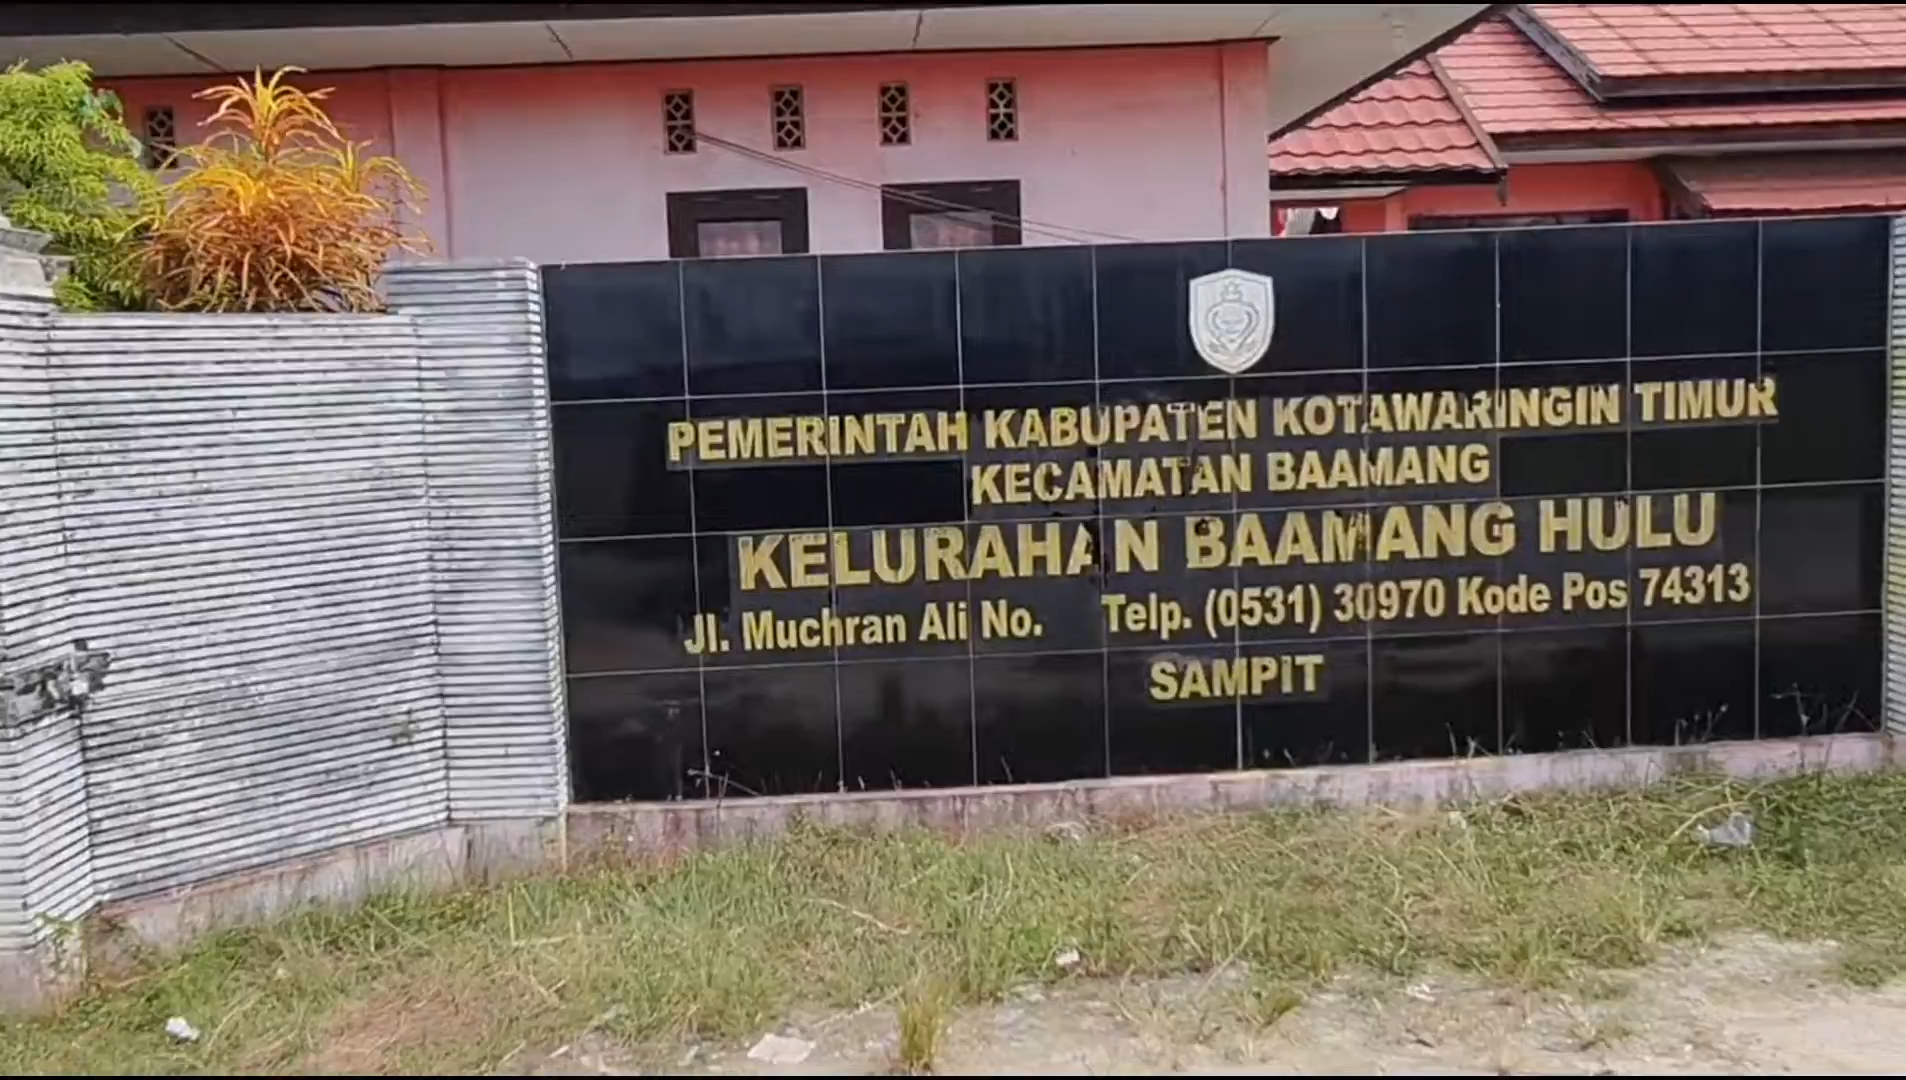 PEMERINTAH KABUPATEN KOTAWARINGIN TIMUR
KECAMATAN BAAMANG
KELURAHAN BAAMANG HULU
Jl. Muchran Ali No. Telp. (0531) 30970 Kode Pos 74313
SAMPIT